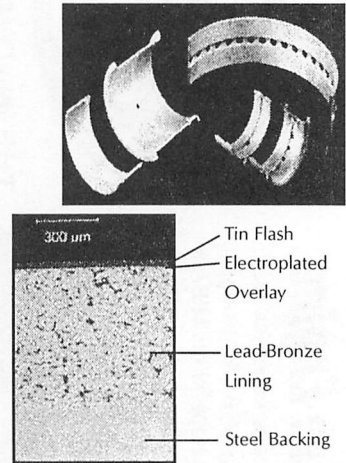 300 µm
Tin Flash
Electroplated
Overlay
Lead-Bronze
Lining
Steel Backing